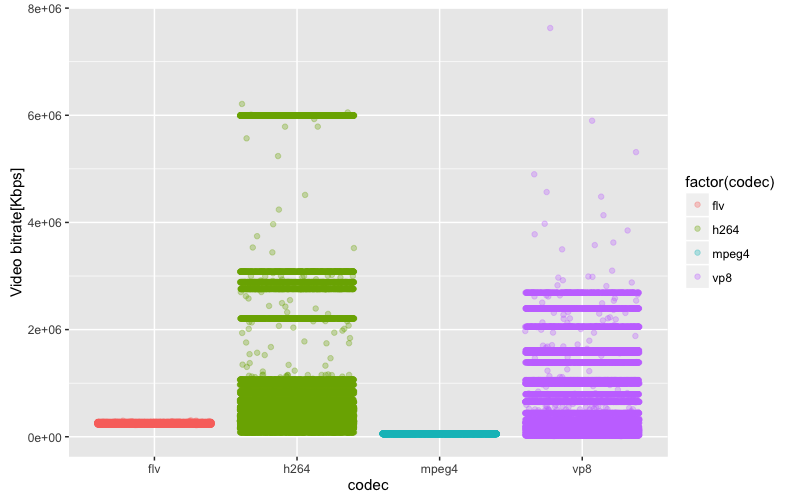 8e+06
6e+06
4e+06
2e+06
0e+00
Video bitrate[Kbps]
flv
h264
mpeg4
vp8
codec
factor(codec)
flv
h264
mpeg4
vp8